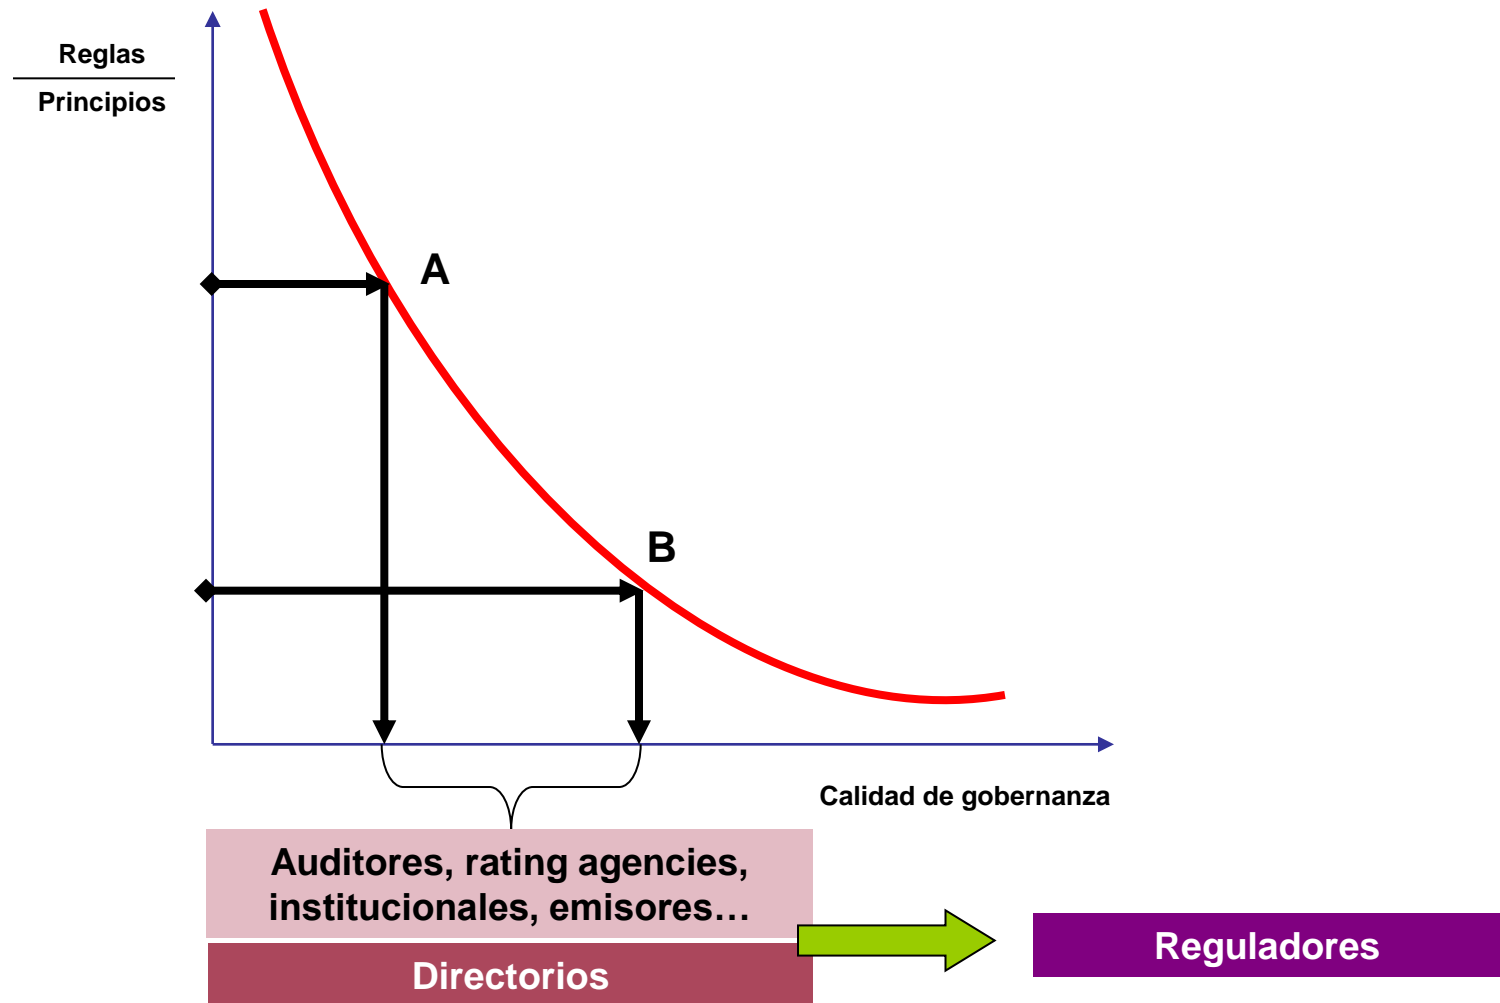 Reglas
Principios
A
B
Calidad de gobernanza
Auditores, rating agencies,
institucionales, emisores…
Directorios
Reguladores